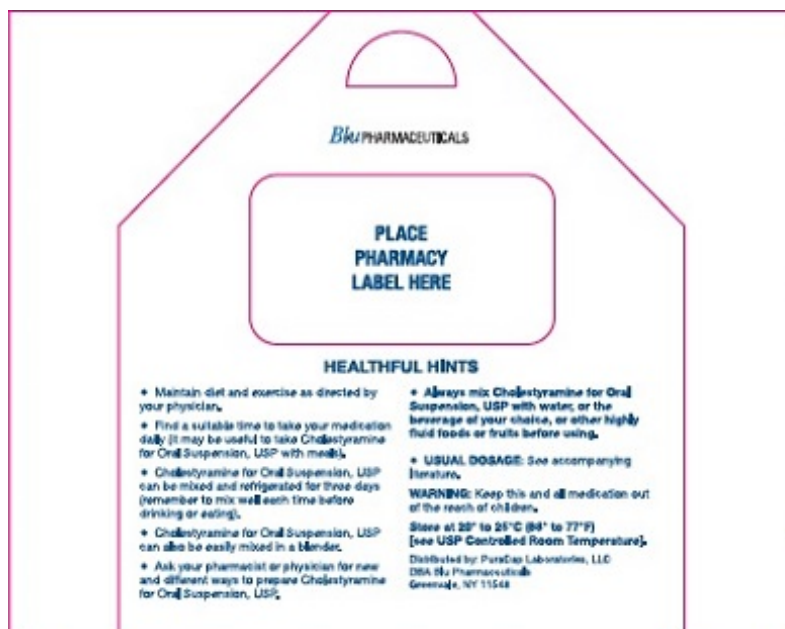 Blu PHARMACEUTICALS
PLACE
PHARMACY
LABEL HERE
HEALTHFUL HINTS
✦ Maintain diet and exercise as directed by
your physician.
✦ Find a suitable time to take your medication
daily (it may be useful to take Cholestyramine
for Oral Suspension, USP with meals).
✦ Cholestyramine for Oral Suspension, USP
can be mixed and refrigerated for three days
(remember to mix well each time before
drinking or eating).
✦ Cholestyramine for Oral Suspension, USP
can also be easily mixed in a blender.
✦ Ask your pharmacist or physician for new
and different ways to prepare Cholestyramine
for Oral Suspension, USP.
✦ Always mix Cholestyramine for Oral
Suspension, USP with water, or the
beverage of your choice, or other highly
fluid foods or fruits before using.
✦ USUAL DOSAGE: See accompanying
literature.
WARNING: Keep this and all medication out
of the reach of children.
Store at 20° to 25°C (68° to 77°F)
[see USP Controlled Room Temperature].
Distributed by: PuraCap Laboratories, LLC
DBA Blu Pharmaceuticals
Greenvale, NY 11548